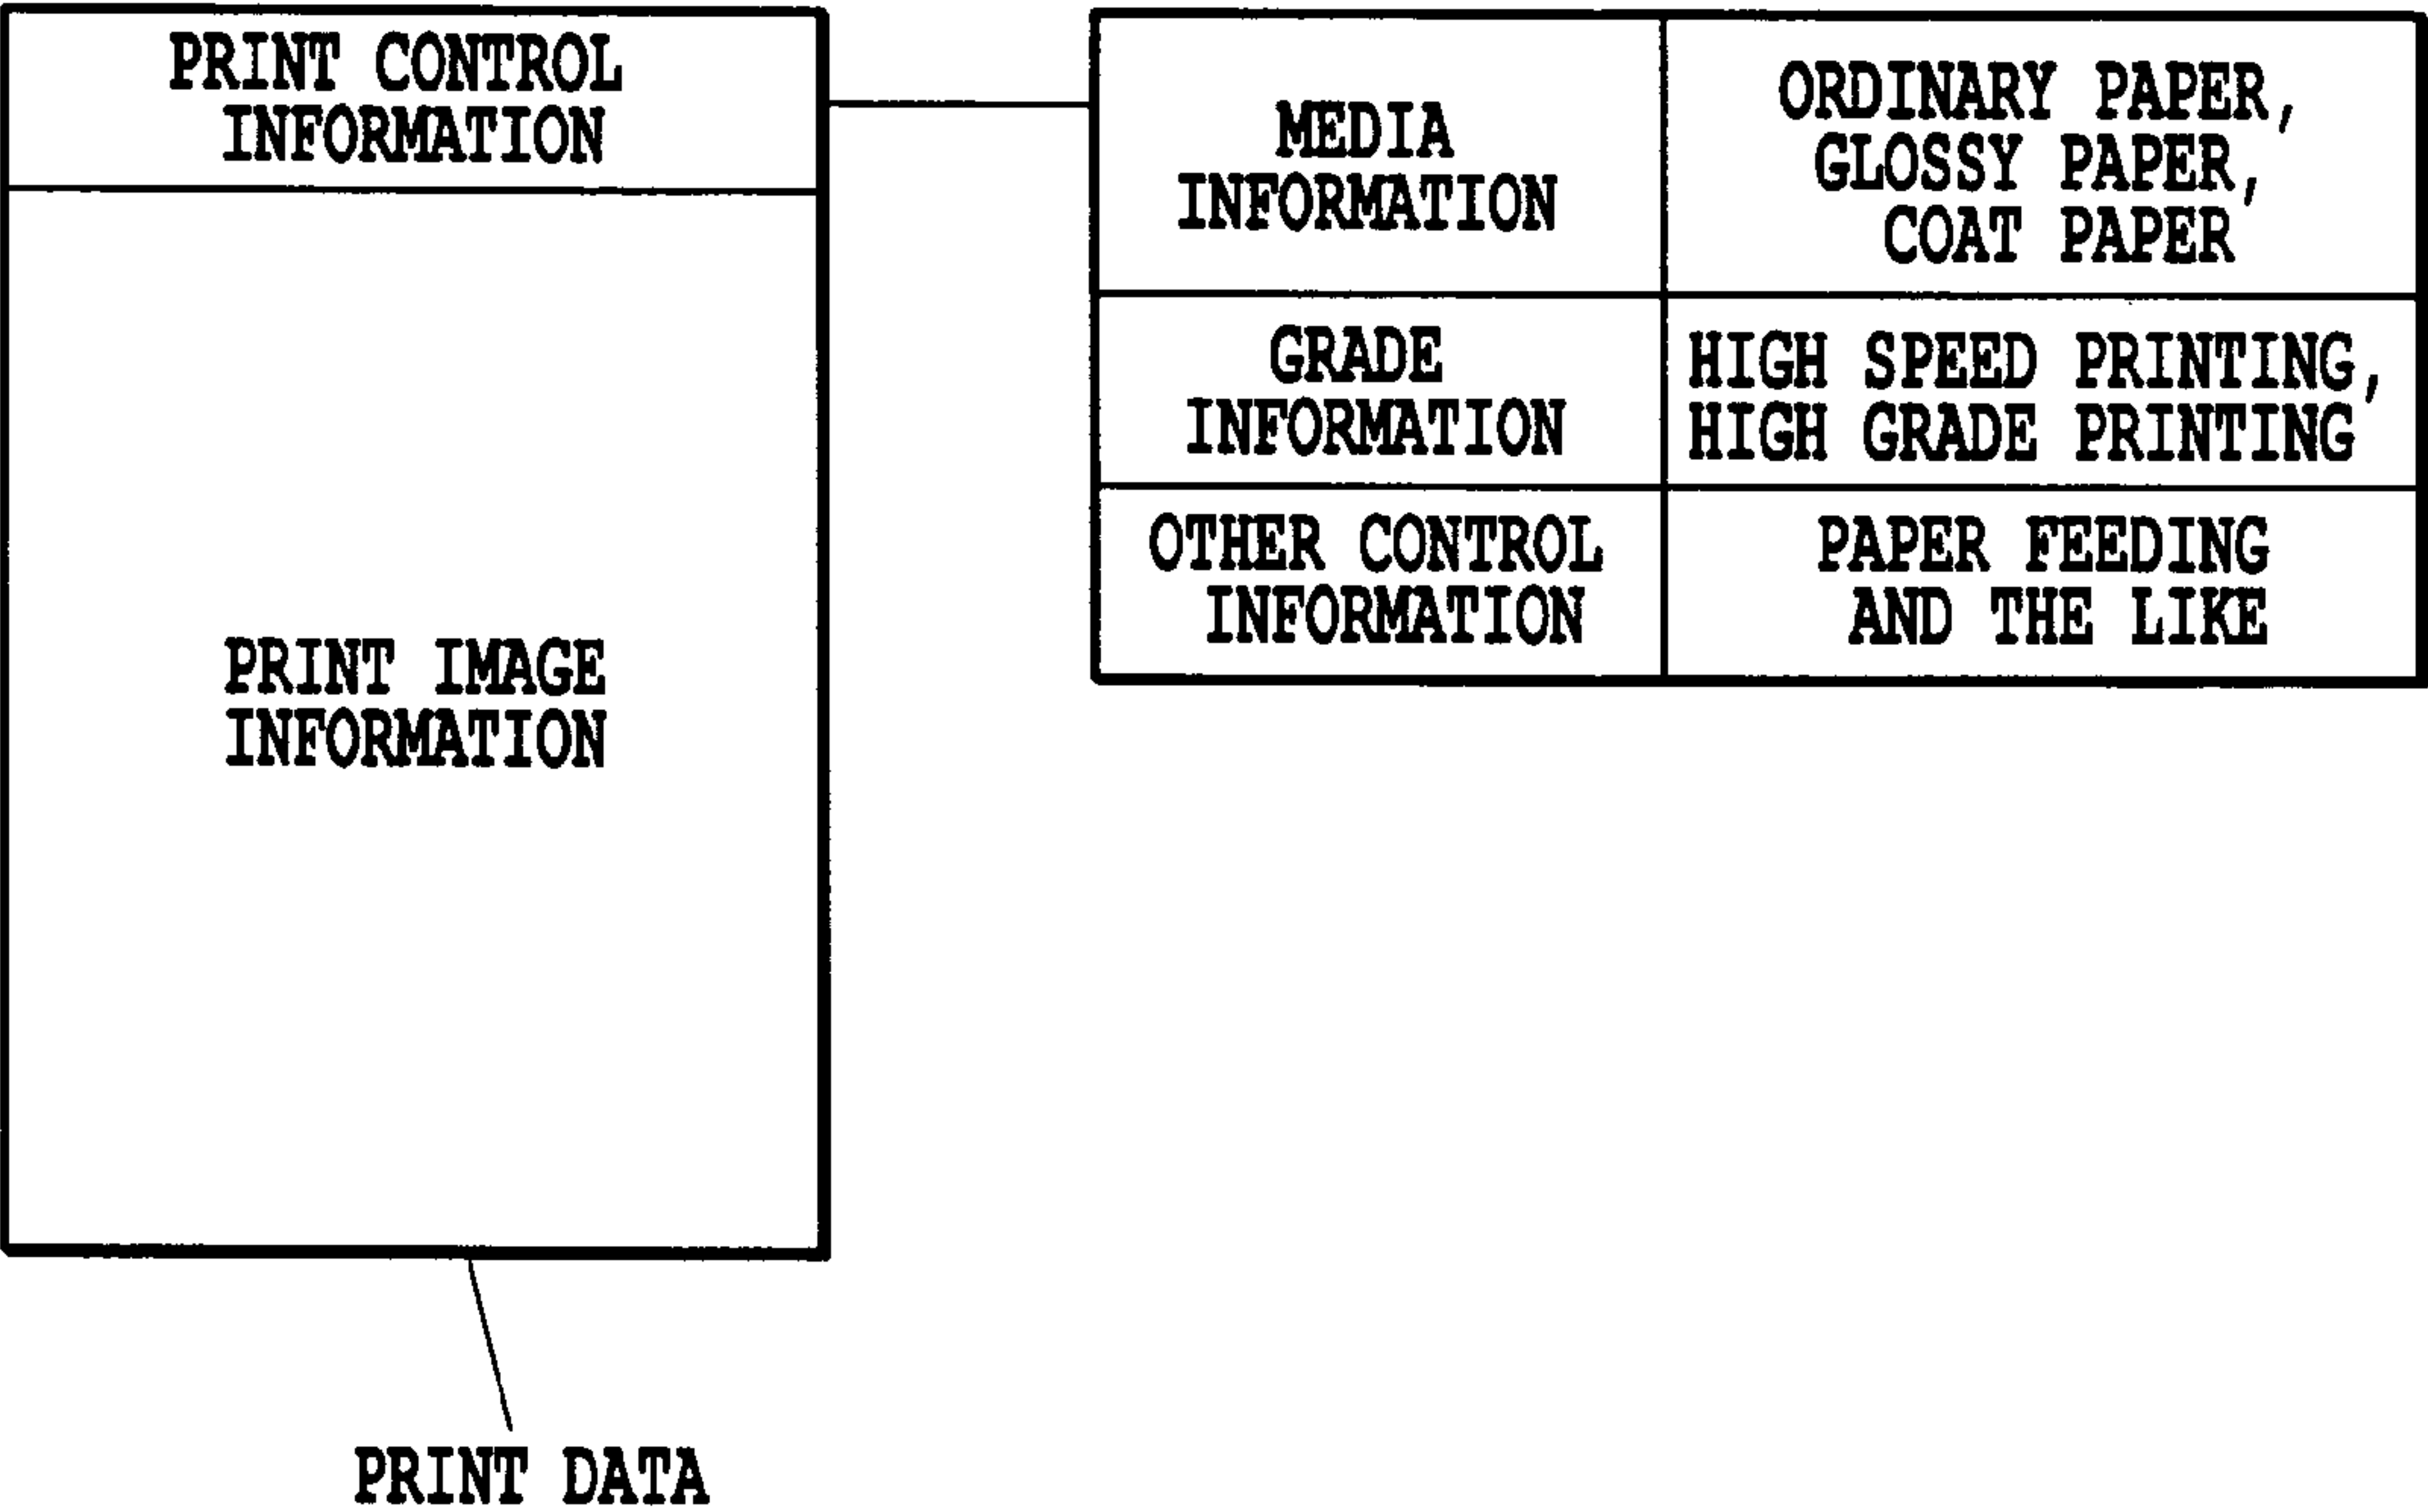 PRINT CONTROL
INFORMATION
PRINT IMAGE
INFORMATION
PRINT DATA
MEDIA
INFORMATION
ORDINARY PAPER,
GLOSSY PAPER,
COAT PAPER
GRADE
INFORMATION
HIGH SPEED PRINTING,
HIGH GRADE PRINTING
OTHER CONTROL
INFORMATION
PAPER FEEDING
AND THE LIKE